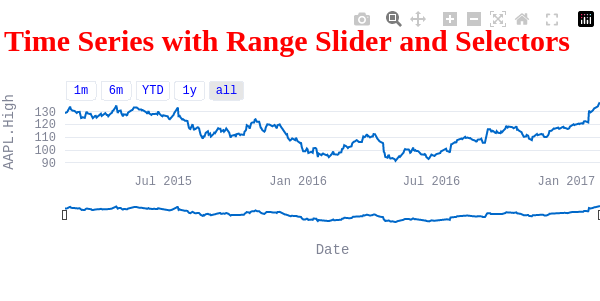 Time Series with Range Slider and Selectors
1m 6m YTD 1y all
AAPL.High
130
120
110
100
90
Jul 2015 Jan 2016 Jul 2016 Jan 2017
Date